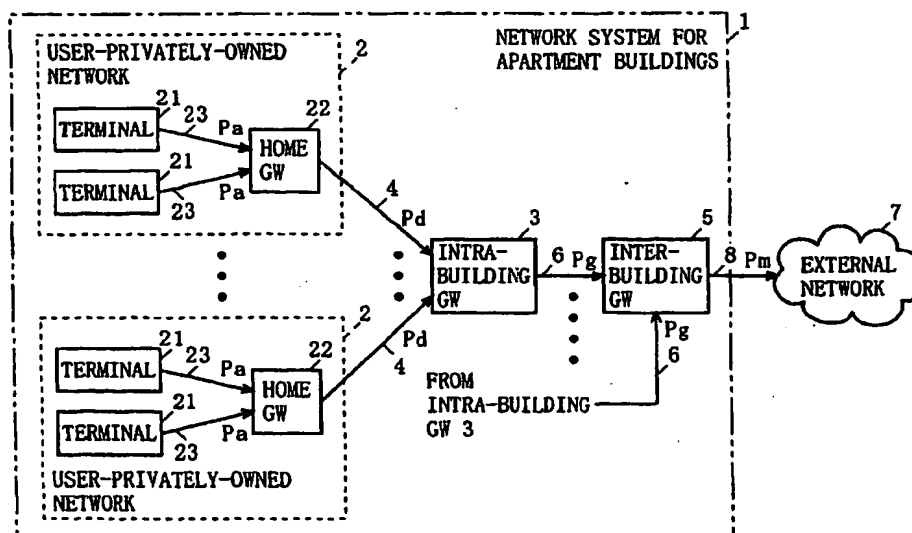 1
NETWORK SYSTEM FOR
APARTMENT BUILDINGS
USER-PRIVATELY-OWNED
NETWORK
2
21
TERMINAL
23
Pa
22
HOME
GW
21
TERMINAL
23
Pa
4
Pd
3
INTRA-
BUILDING
GW
6
Pg
5
INTER-
BUILDING
GW
8
Pm
7
EXTERNAL
NETWORK
2
21
TERMINAL
23
Pa
22
HOME
GW
21
TERMINAL
23
Pa
Pd
4
Pg
6
FROM
INTRA-BUILDING
GW 3
USER-PRIVATELY-OWNED
NETWORK